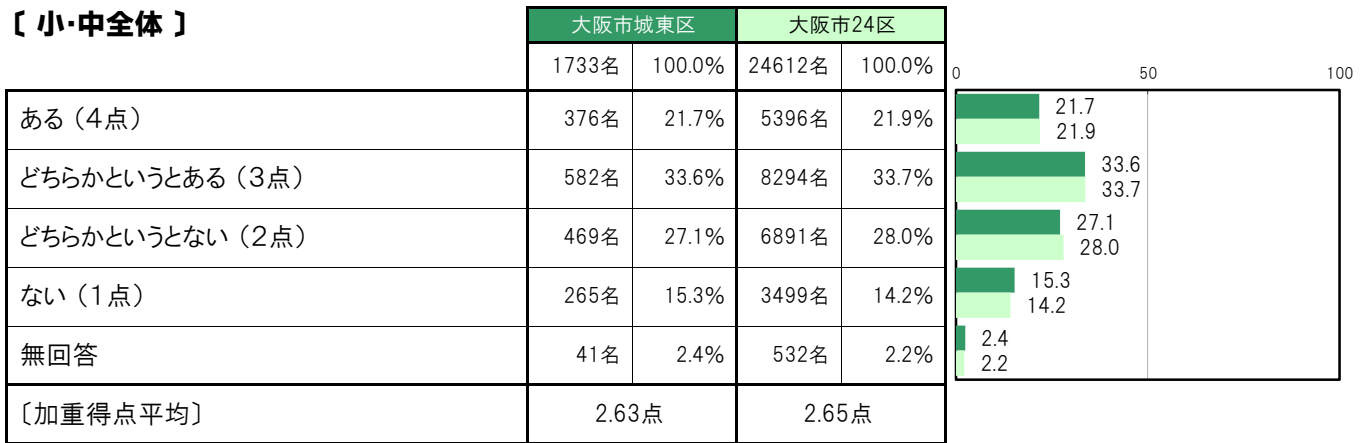 〔 小・中全体 〕
大阪市城東区 大阪市24区
1733名 100.0% 24612名 100.0%
0 50 100
ある（4点） 376名 21.7% 5396名 21.9%
21.7
21.9
どちらかというとある（3点） 582名 33.6% 8294名 33.7%
33.6
33.7
どちらかというとない（2点） 469名 27.1% 6891名 28.0%
27.1
28.0
ない（1点） 265名 15.3% 3499名 14.2%
15.3
14.2
無回答 41名 2.4% 532名 2.2%
2.4
2.2
〔加重得点平均〕 2.63点 2.65点